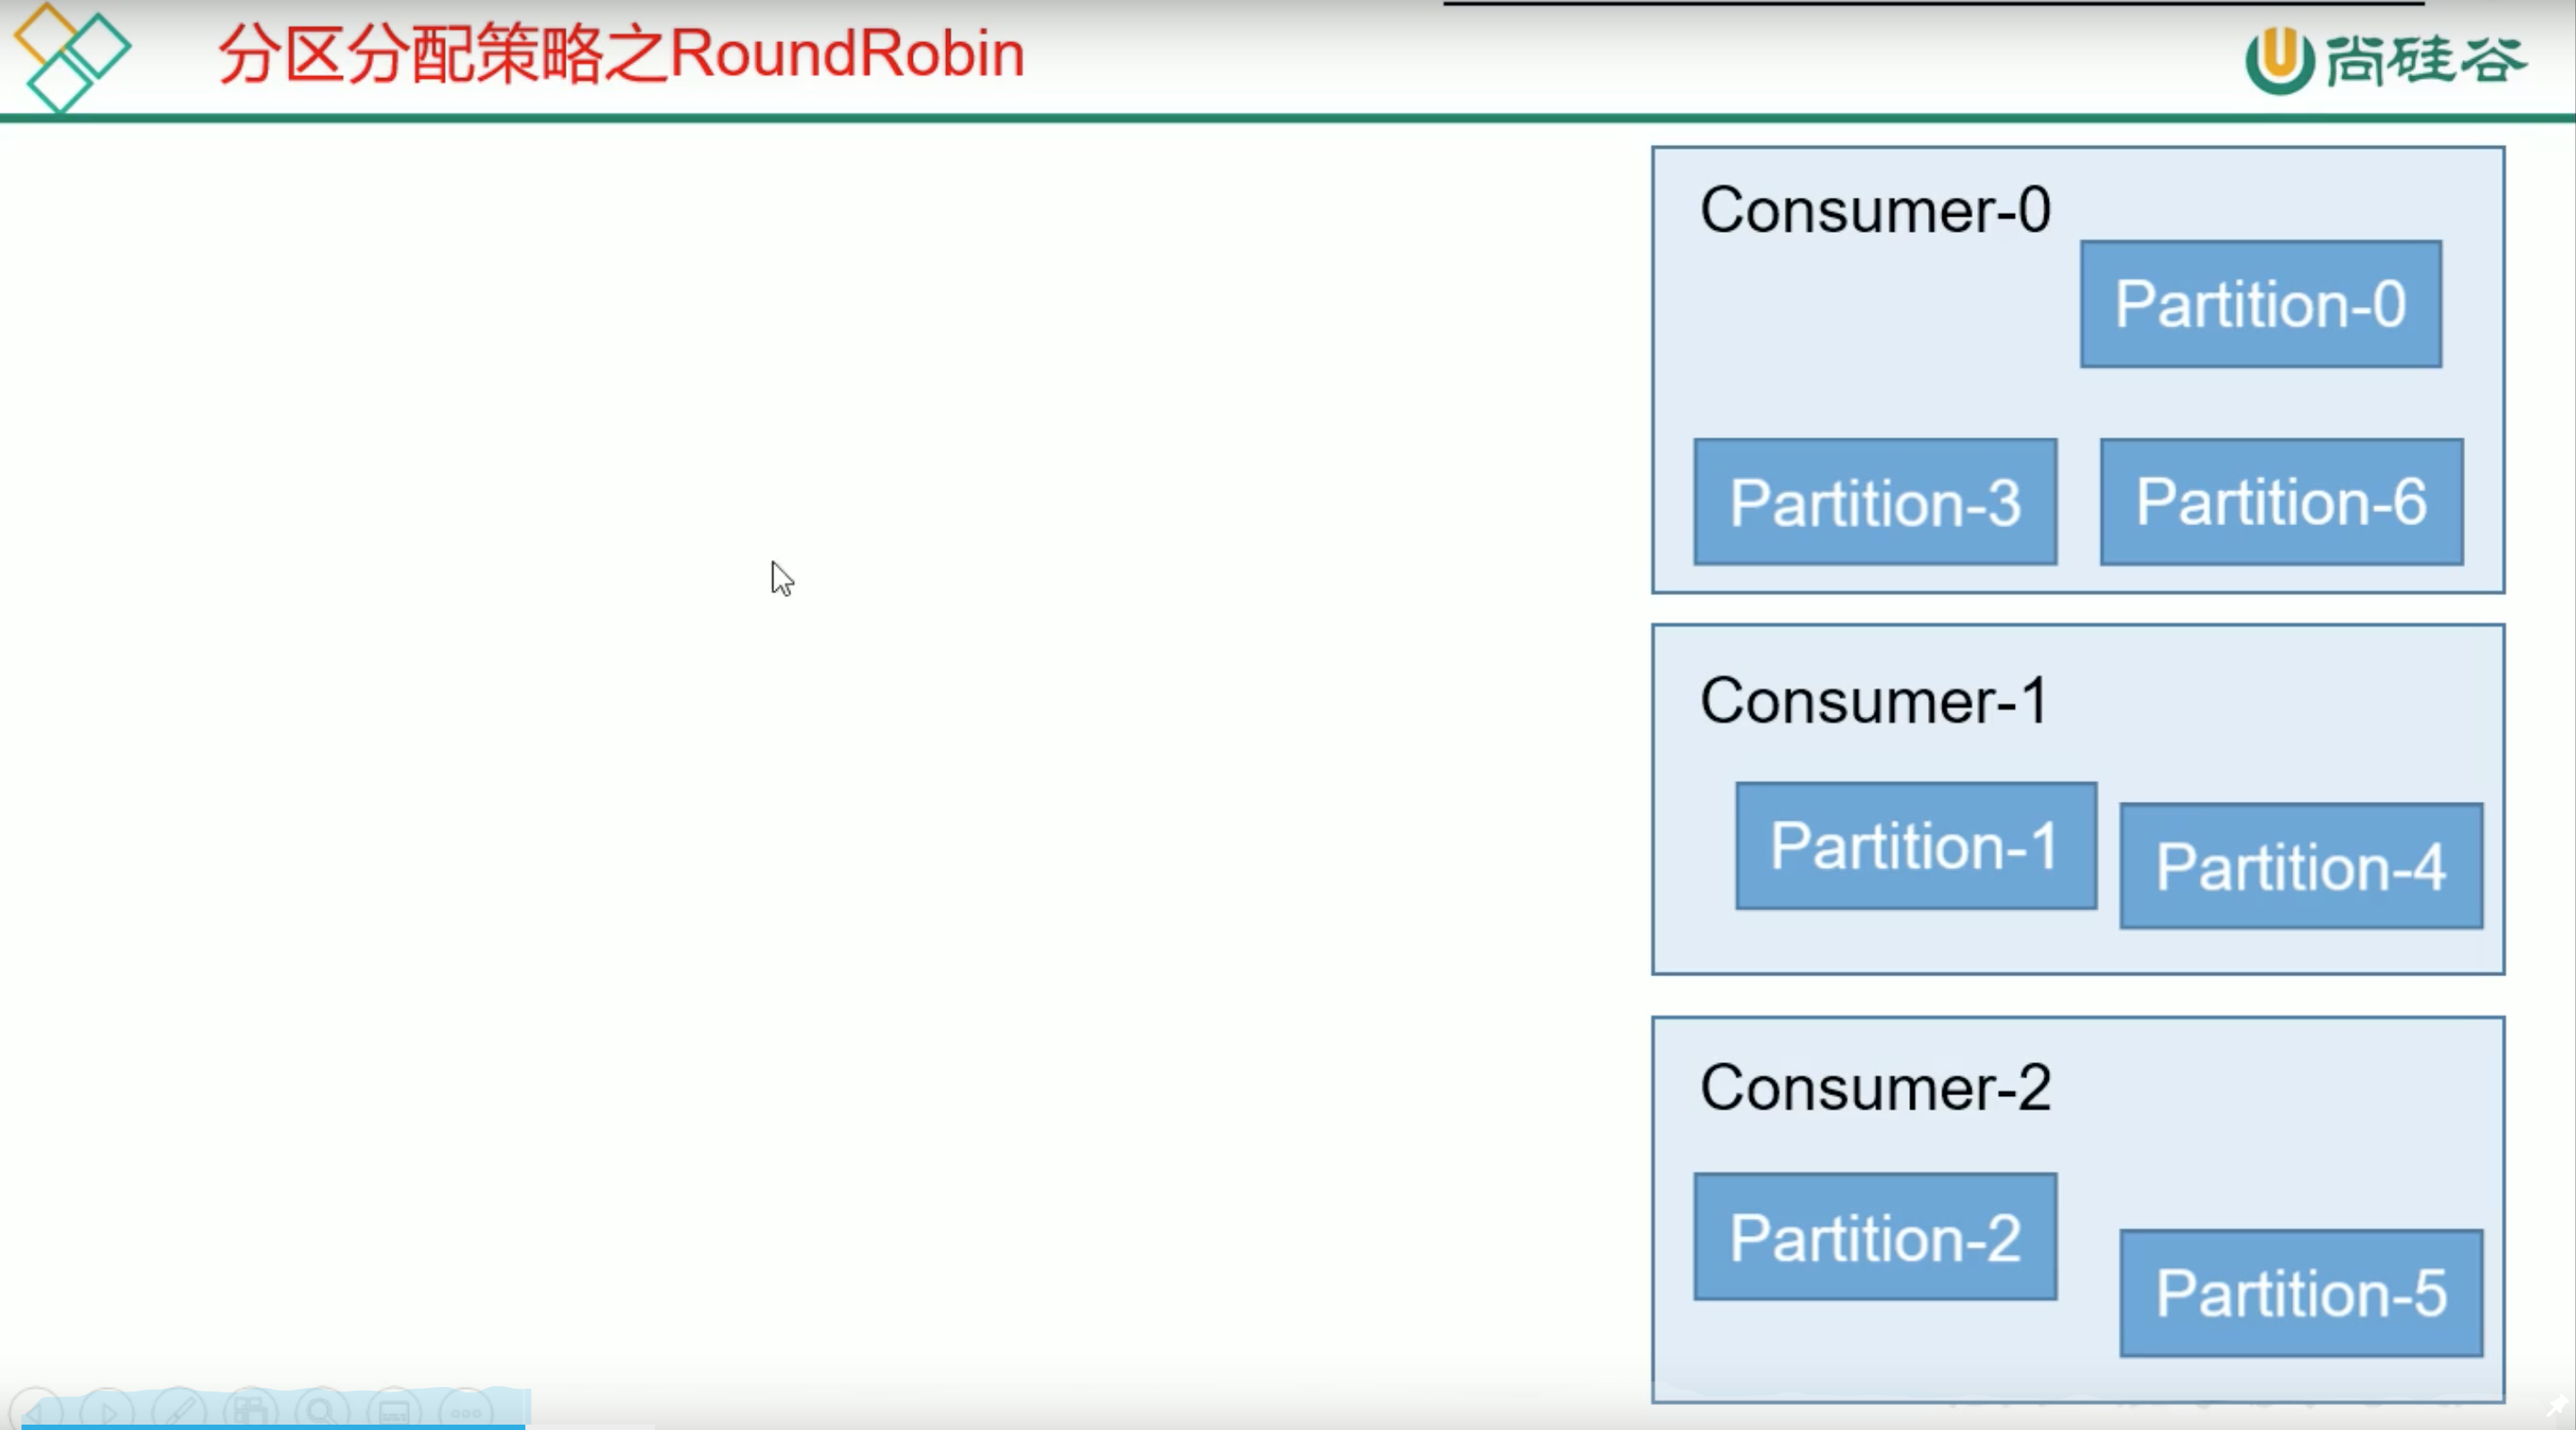 分区分配策略之RoundRobin
尚硅谷
Consumer-0
Partition-0
Partition-3
Partition-6
Consumer-1
Partition-1
Partition-4
Consumer-2
Partition-2
Partition-5